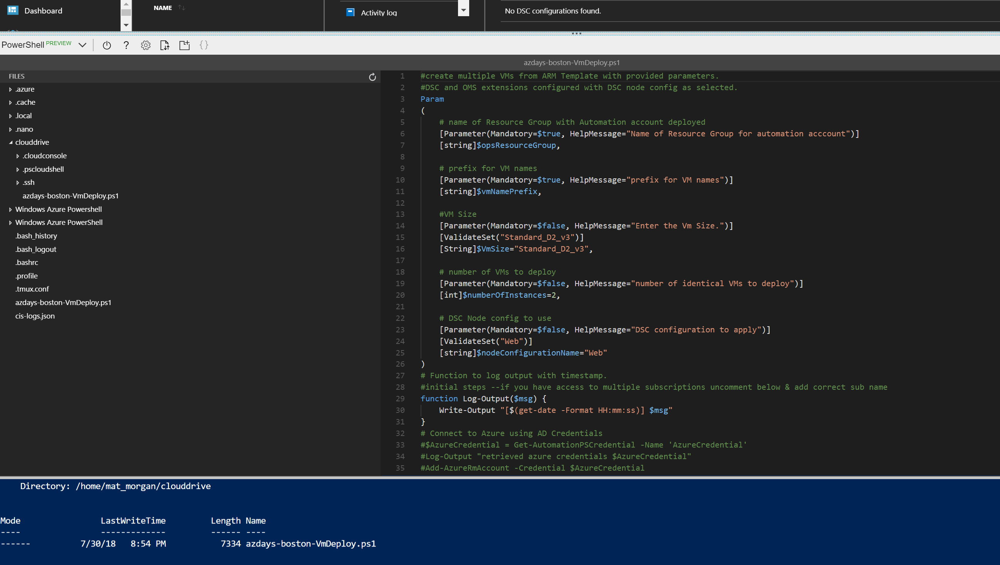 Dashboard
NAME
Activity log
No DSC configurations found.
PowerShell PREVIEW
?
{}
azdays-boston-VmDeploy.ps1
FILES
.azure
.cache
.local
.nano
clouddrive
.cloudconsole
.pscloudshell
.ssh
azdays-boston-VmDeploy.ps1
Windows Azure Powershell
Windows Azure PowerShell
.bash_history
.bash_logout
.bashrc
.profile
.tmux.conf
azdays-boston-VmDeploy.ps1
cis-logs.json
1 #create multiple VMs from ARM Template with provided parameters.
2 #DSC and OMS extensions configured with DSC node config as selected.
3 Param
4 (
5     # name of Resource Group with Automation account deployed
6     [Parameter(Mandatory=$true, HelpMessage="Name of Resource Group for automation acccount")]
7     [string]$opsResourceGroup,
8
9     # prefix for VM names
10     [Parameter(Mandatory=$true, HelpMessage="prefix for VM names")]
11     [string]$vmNamePrefix,
12
13     #VM Size
14     [Parameter(Mandatory=$false, HelpMessage="Enter the Vm Size.")]
15     [ValidateSet("Standard_D2_v3")]
16     [String]$VmSize="Standard_D2_v3",
17
18     # number of VMs to deploy
19     [Parameter(Mandatory=$false, HelpMessage="number of identical VMs to deploy")]
20     [int]$numberOfInstances=2,
21
22     # DSC Node config to use
23     [Parameter(Mandatory=$false, HelpMessage="DSC configuration to apply")]
24     [ValidateSet("Web")]
25     [string]$nodeConfigurationName="Web"
26 )
27 # Function to log output with timestamp.
28 #initial steps --if you have access to multiple subscriptions uncomment below & add correct sub name
29 function Log-Output($msg) {
30     Write-Output "[$(get-date -Format HH:mm:ss)] $msg"
31 }
32 # Connect to Azure using AD Credentials
33 #$AzureCredential = Get-AutomationPSCredential -Name 'AzureCredential'
34 #Log-Output "retrieved azure credentials $AzureCredential"
35 #Add-AzureRmAccount -Credential $AzureCredential
Directory: /home/mat_morgan/clouddrive
Mode LastWriteTime Length Name
---- ------------- ------ ----
------ 7/30/18 8:54 PM 7334 azdays-boston-VmDeploy.ps1